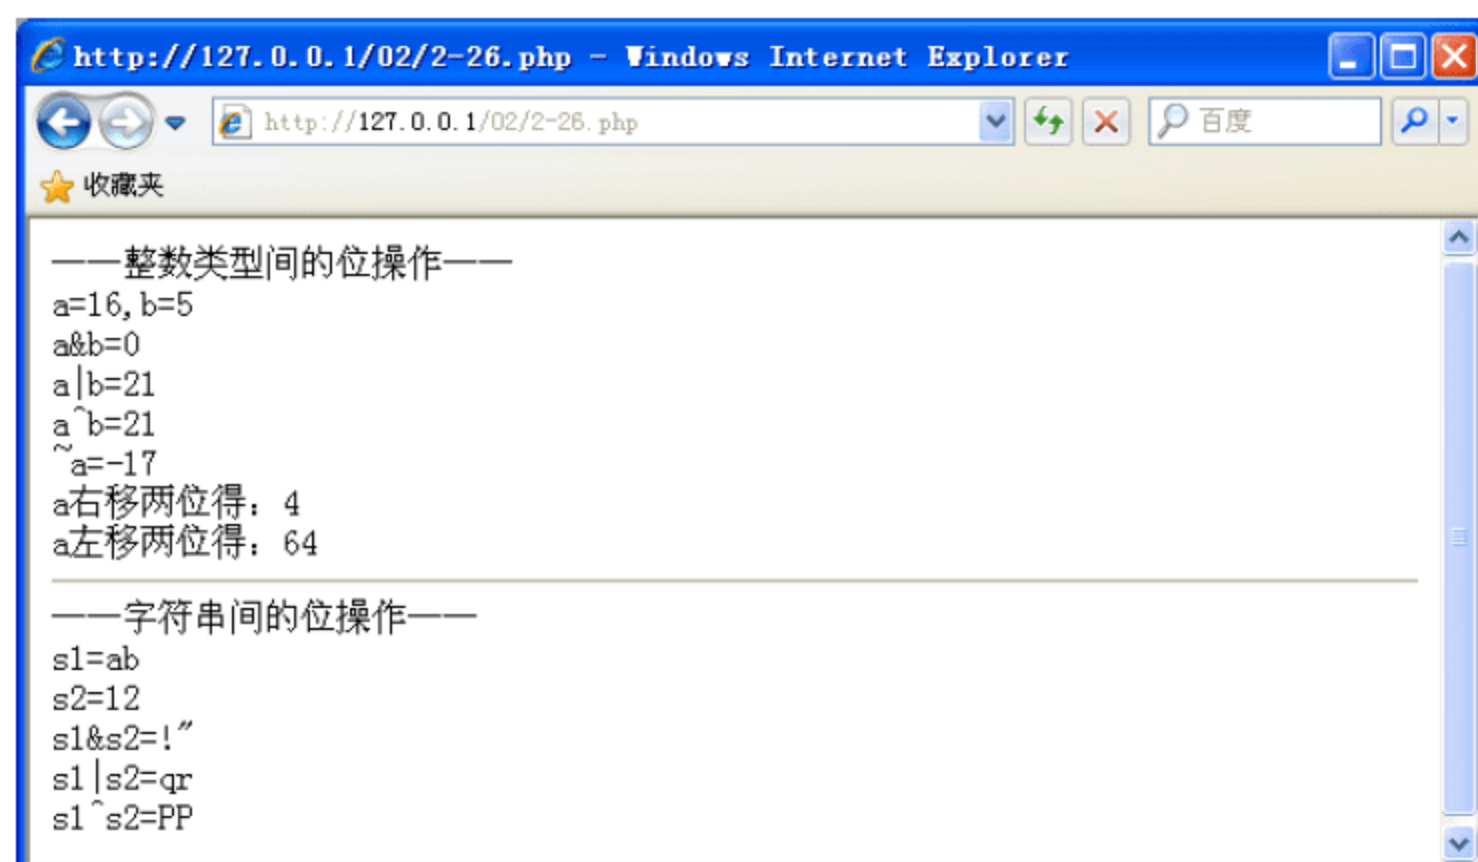 http://127.0.0.1/02/2-26.php - Windows Internet Explorer
http://127.0.0.1/02/2-26.php
百度
收藏夹
——整数类型间的位操作——
a=16,b=5
a&b=0
a|b=21
a^b=21
~a=-17
a右移两位得：4
a左移两位得：64
——字符串间的位操作——
s1=ab
s2=12
s1&s2=!"
s1|s2=qr
s1^s2=PP